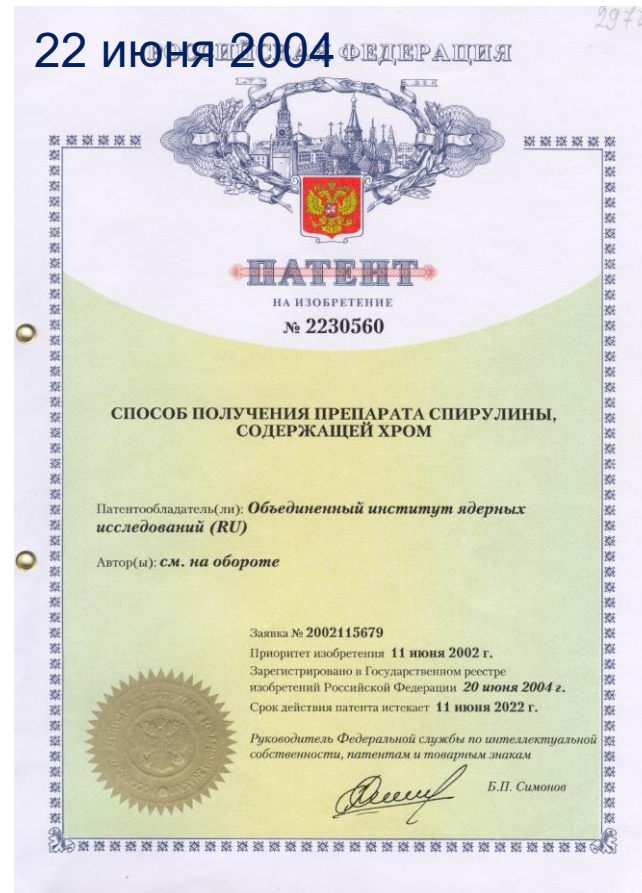 297
22 июня 2004
РОССИЙСКАЯ ФЕДЕРАЦИЯ
ПАТЕНТ
НА ИЗОБРЕТЕНИЕ
№ 2230560
СПОСОБ ПОЛУЧЕНИЯ ПРЕПАРАТА СПИРУЛИНЫ,
СОДЕРЖАЩЕЙ ХРОМ
Патентообладатель(ли): Объединенный институт ядерных
исследований (RU)
Автор(ы): см. на обороте
Заявка № 2002115679
Приоритет изобретения 11 июня 2002 г.
Зарегистрировано в Государственном реестре
изобретений Российской Федерации 20 июня 2004 г.
Срок действия патента истекает 11 июня 2022 г.
Руководитель Федеральной службы по интеллектуальной
собственности, патентам и товарным знакам
Б.П. Симонов